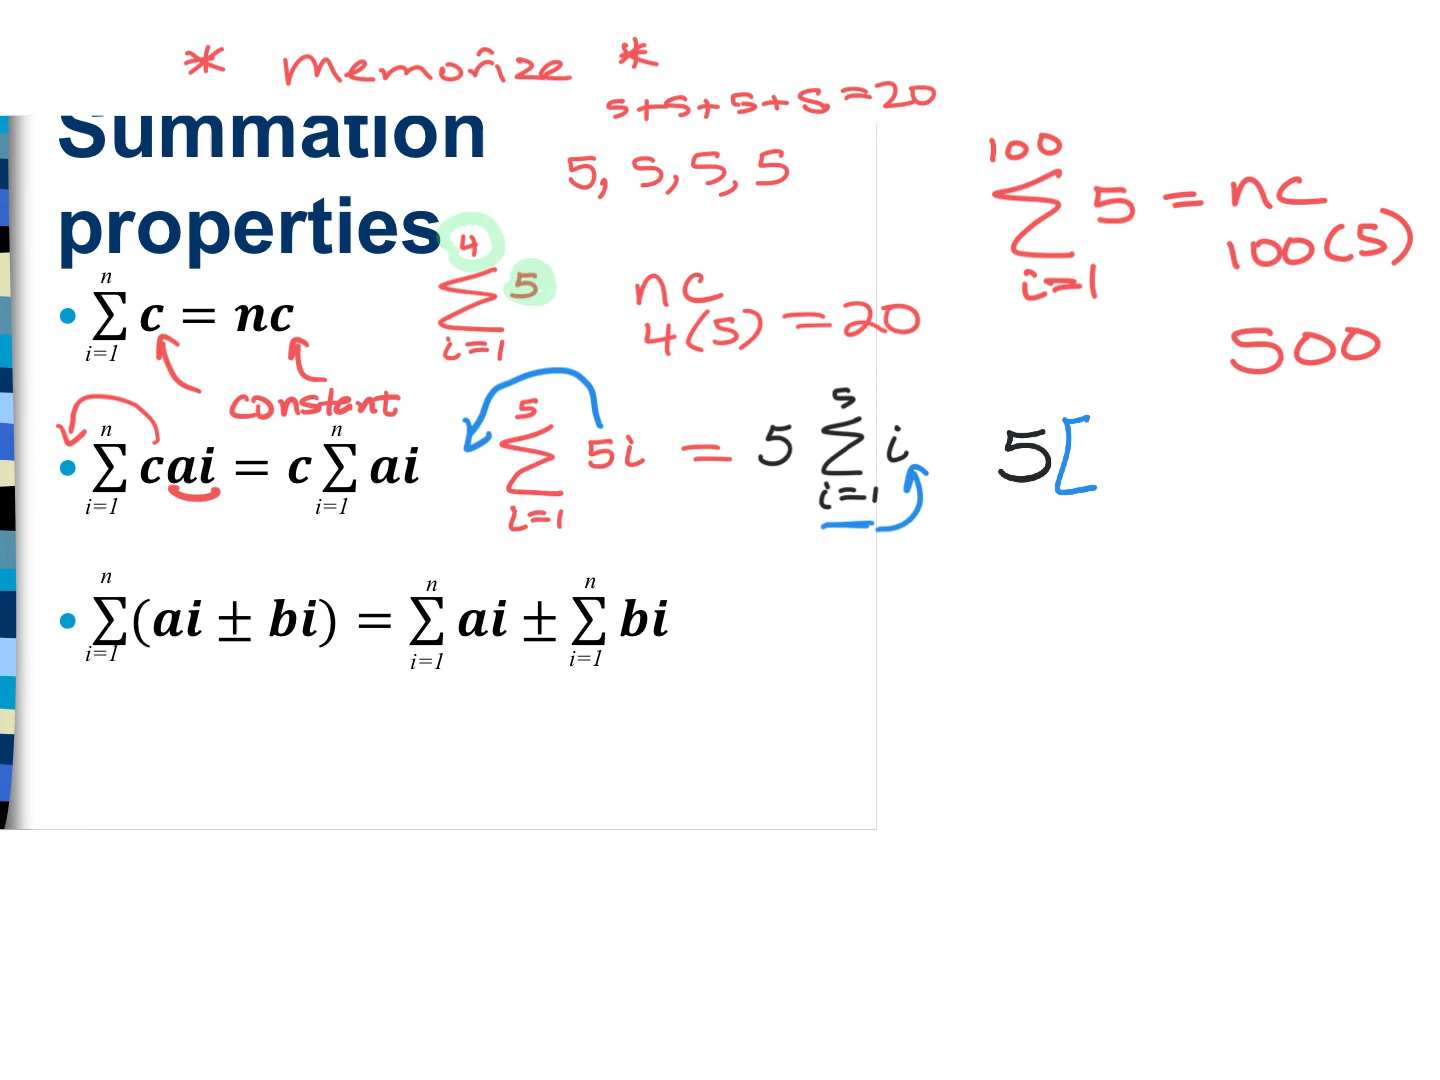 * memorize *
5+5+5+5=20
Summation
properties
5, 5, 5, 5
4
∑ 5
i=1
nc
4(5) = 20
100
∑ 5 = nc
i=1
100(5)
500
n
• ∑ c = nc
i=1
constant
n n
• ∑ cai = c ∑ ai
i=1 i=1
5 5
∑ 5i = 5 ∑ i
i=1 i=1
5[
n n n
• ∑(ai ± bi) = ∑ ai ± ∑ bi
i=1 i=1 i=1